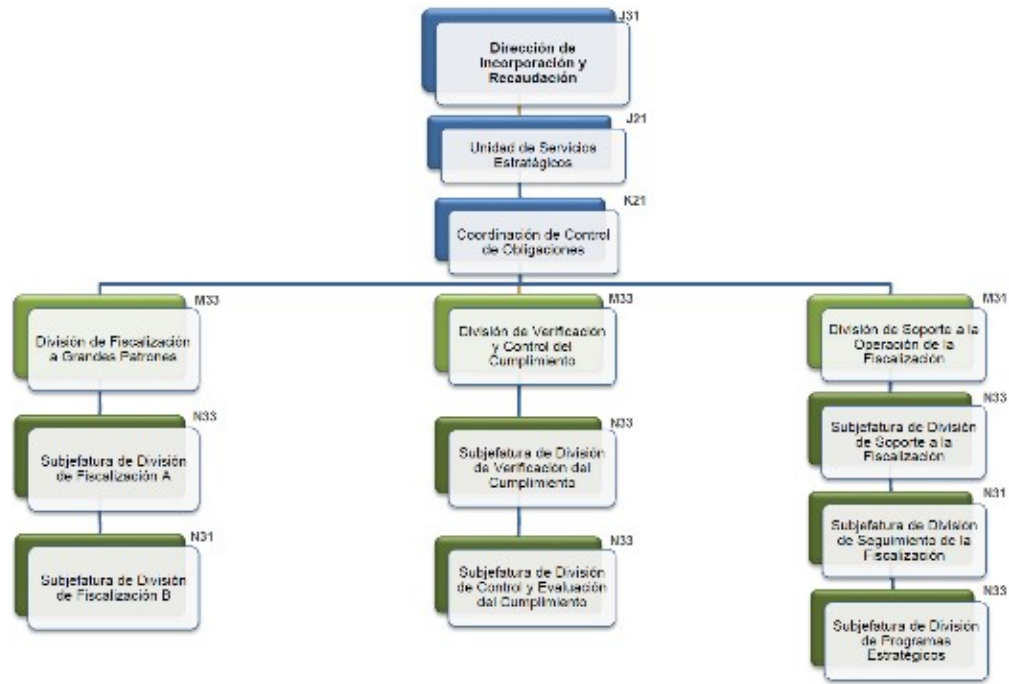 J31
Dirección de
Incorporación y
Recaudación
J21
Unidad de Servicios
Estratégicos
K21
Coordinación de Control
de Obligaciones
M33
División de Fiscalización
a Grandes Patrones
N33
Subjefatura de División
de Fiscalización A
N31
Subjefatura de División
de Fiscalización B
M33
División de Verificación
y Control del
Cumplimiento
N33
Subjefatura de División
de Verificación del
Cumplimiento
N33
Subjefatura de División
de Control y Evaluación
del Cumplimiento
M31
División de Soporte a la
Operación de la
Fiscalización
N33
Subjefatura de División
de Soporte a la
Fiscalización
N31
Subjefatura de División
de Seguimiento de la
Fiscalización
N33
Subjefatura de División
de Programas
Estratégicos